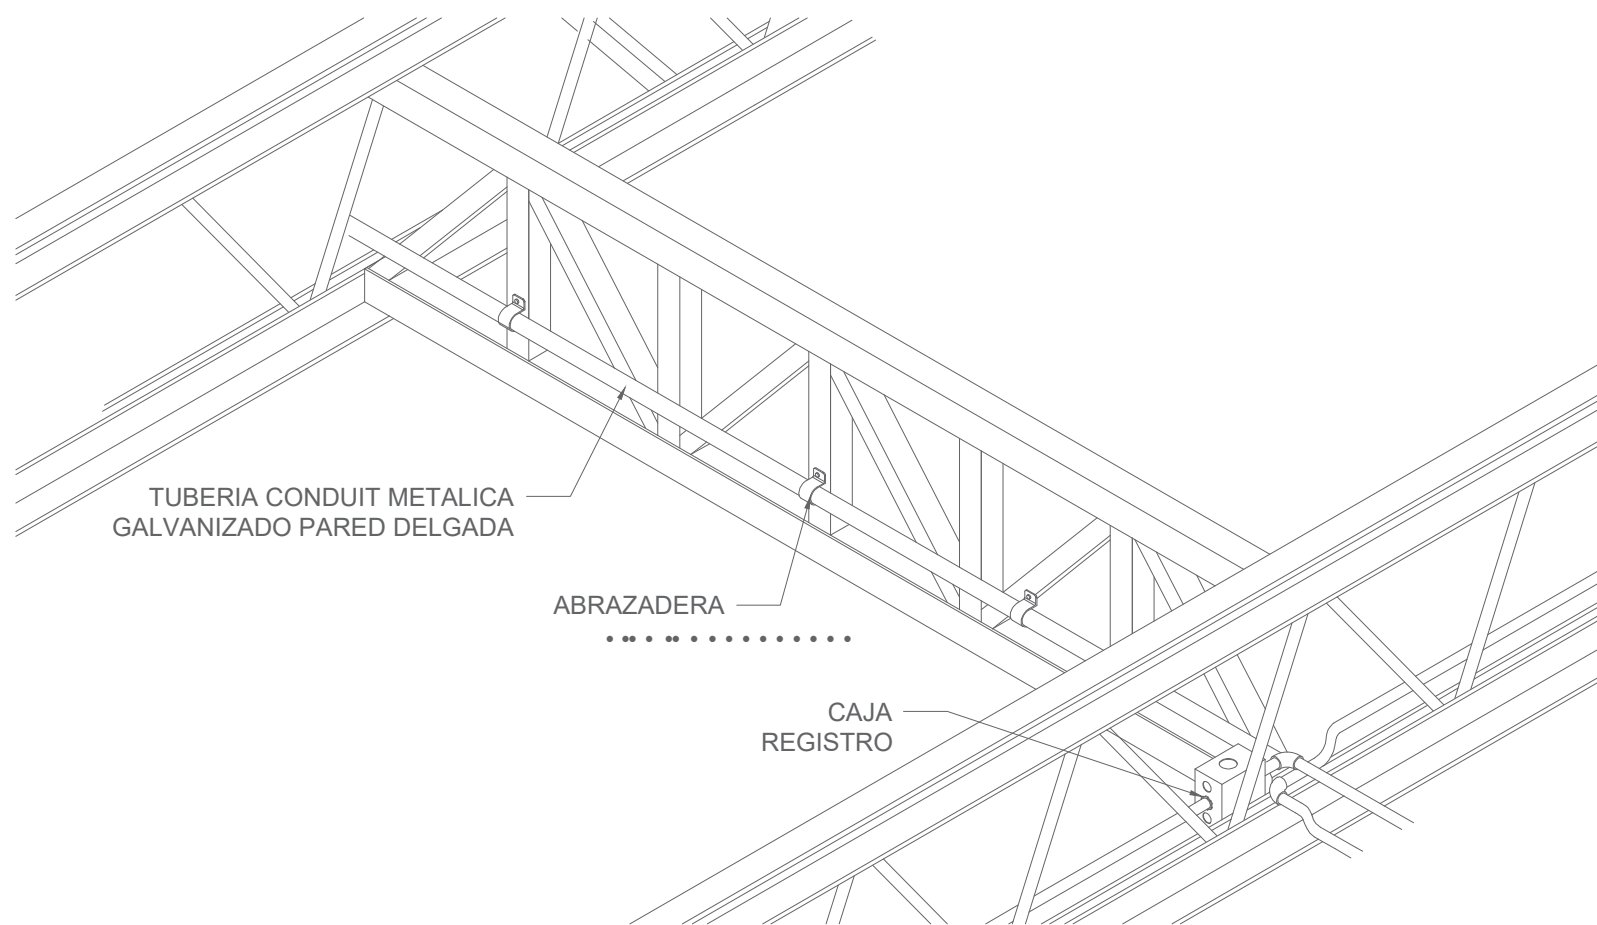 TUBERIA CONDUIT METALICA
GALVANIZADO PARED DELGADA
ABRAZADERA
CAJA
REGISTRO